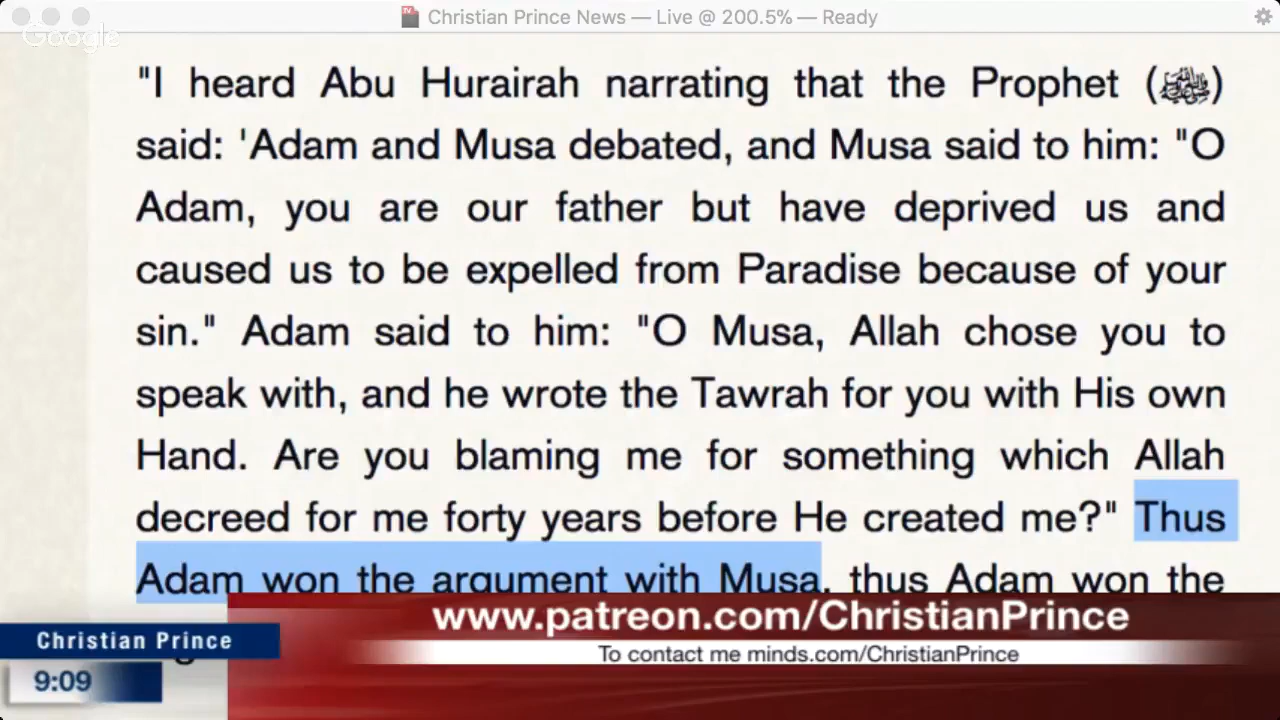 Christian Prince News — Live @ 200.5% — Ready
Google
"I heard Abu Hurairah narrating that the Prophet (ﷺ)
said: 'Adam and Musa debated, and Musa said to him: "O
Adam, you are our father but have deprived us and
caused us to be expelled from Paradise because of your
sin." Adam said to him: "O Musa, Allah chose you to
speak with, and he wrote the Tawrah for you with His own
Hand. Are you blaming me for something which Allah
decreed for me forty years before He created me?" Thus
Adam won the argument with Musa, thus Adam won the
www.patreon.com/ChristianPrince
Christian Prince
To contact me minds.com/ChristianPrince
9:09